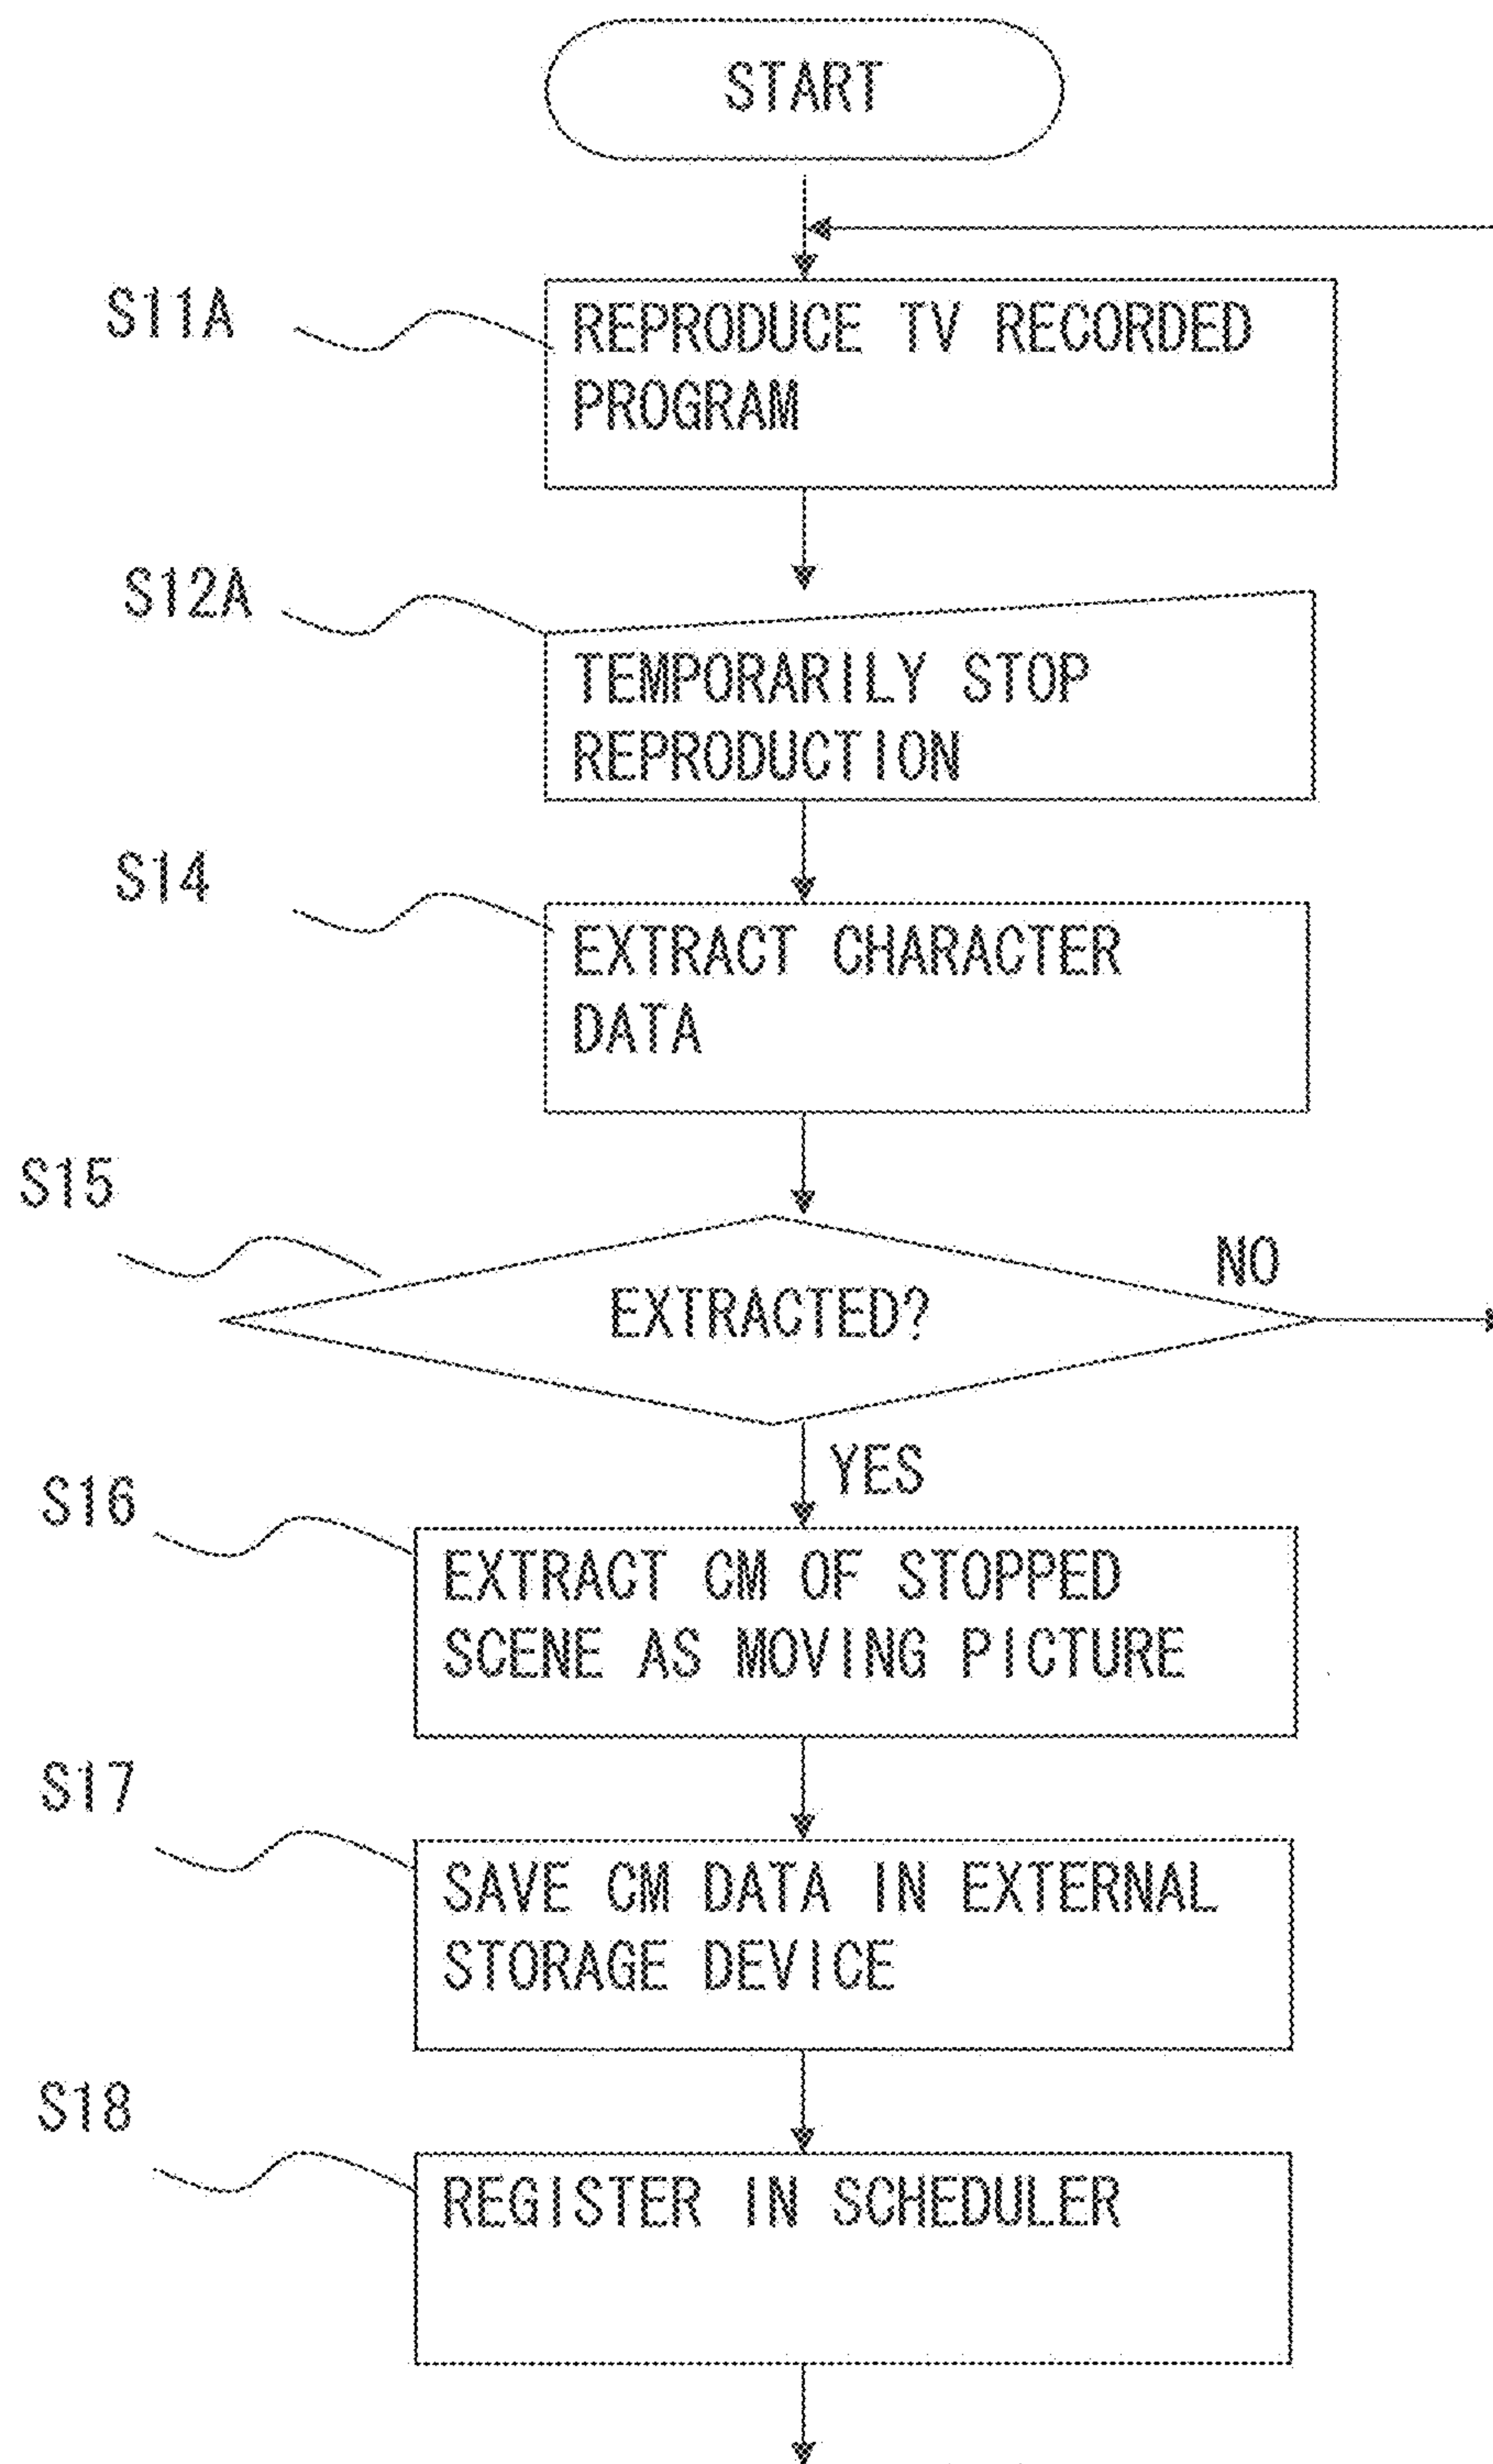 START
S11A
REPRODUCE TV RECORDED
PROGRAM
S12A
TEMPORARILY STOP
REPRODUCTION
S14
EXTRACT CHARACTER
DATA
S15
EXTRACTED?
NO
YES
S16
EXTRACT CM OF STOPPED
SCENE AS MOVING PICTURE
S17
SAVE CM DATA IN EXTERNAL
STORAGE DEVICE
S18
REGISTER IN SCHEDULER